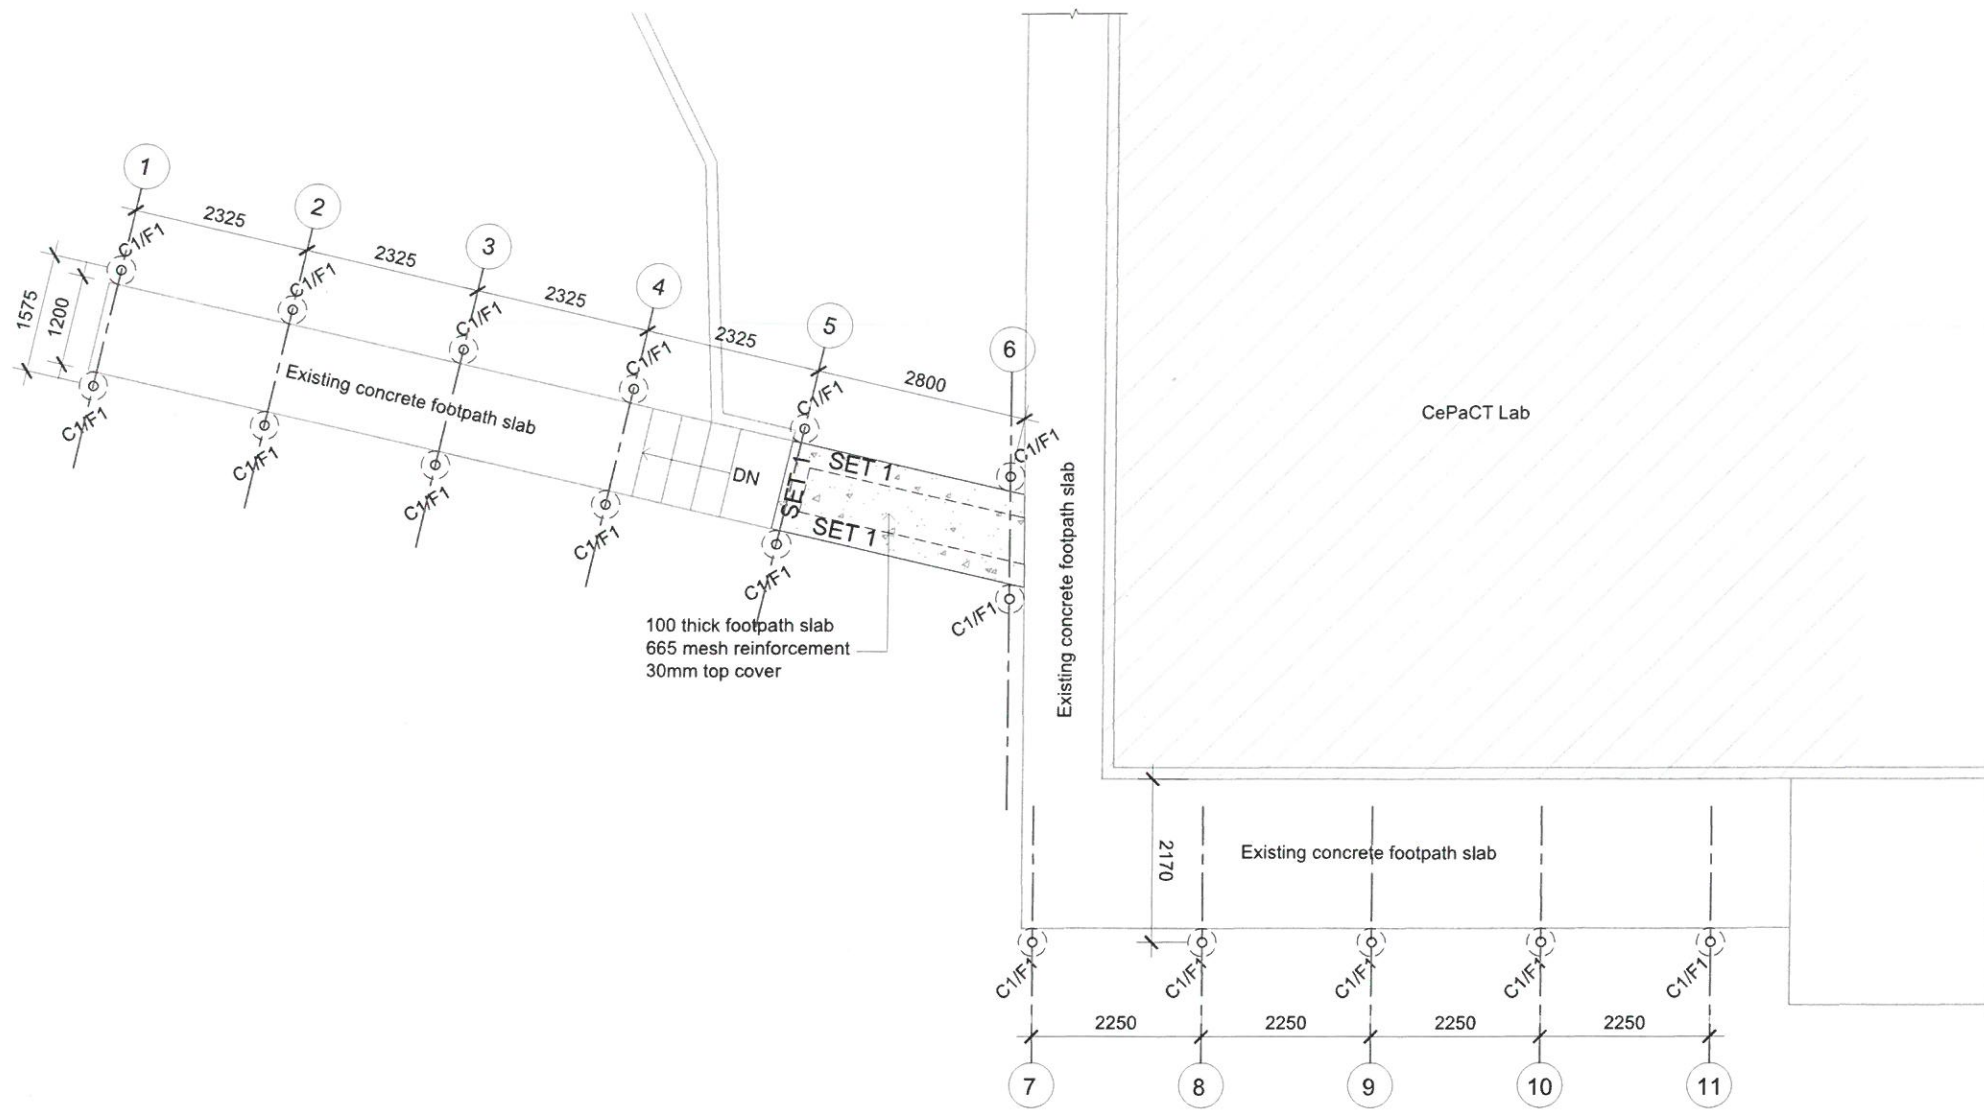 1
2325
2
2325
3
2325
4
2325
5
2800
6
C1/F1
C1/F1
C1/F1
C1/F1
C1/F1
C1/F1
1575
1200
Existing concrete footpath slab
CePaCT Lab
C1/F1
C1/F1
C1/F1
C1/F1
C1/F1
C1/F1
DN
SET 1
SET 1
SET 1
100 thick footpath slab
665 mesh reinforcement
30mm top cover
Existing concrete footpath slab
2170
Existing concrete footpath slab
C1/F1
C1/F1
C1/F1
C1/F1
C1/F1
2250
2250
2250
2250
7
8
9
10
11